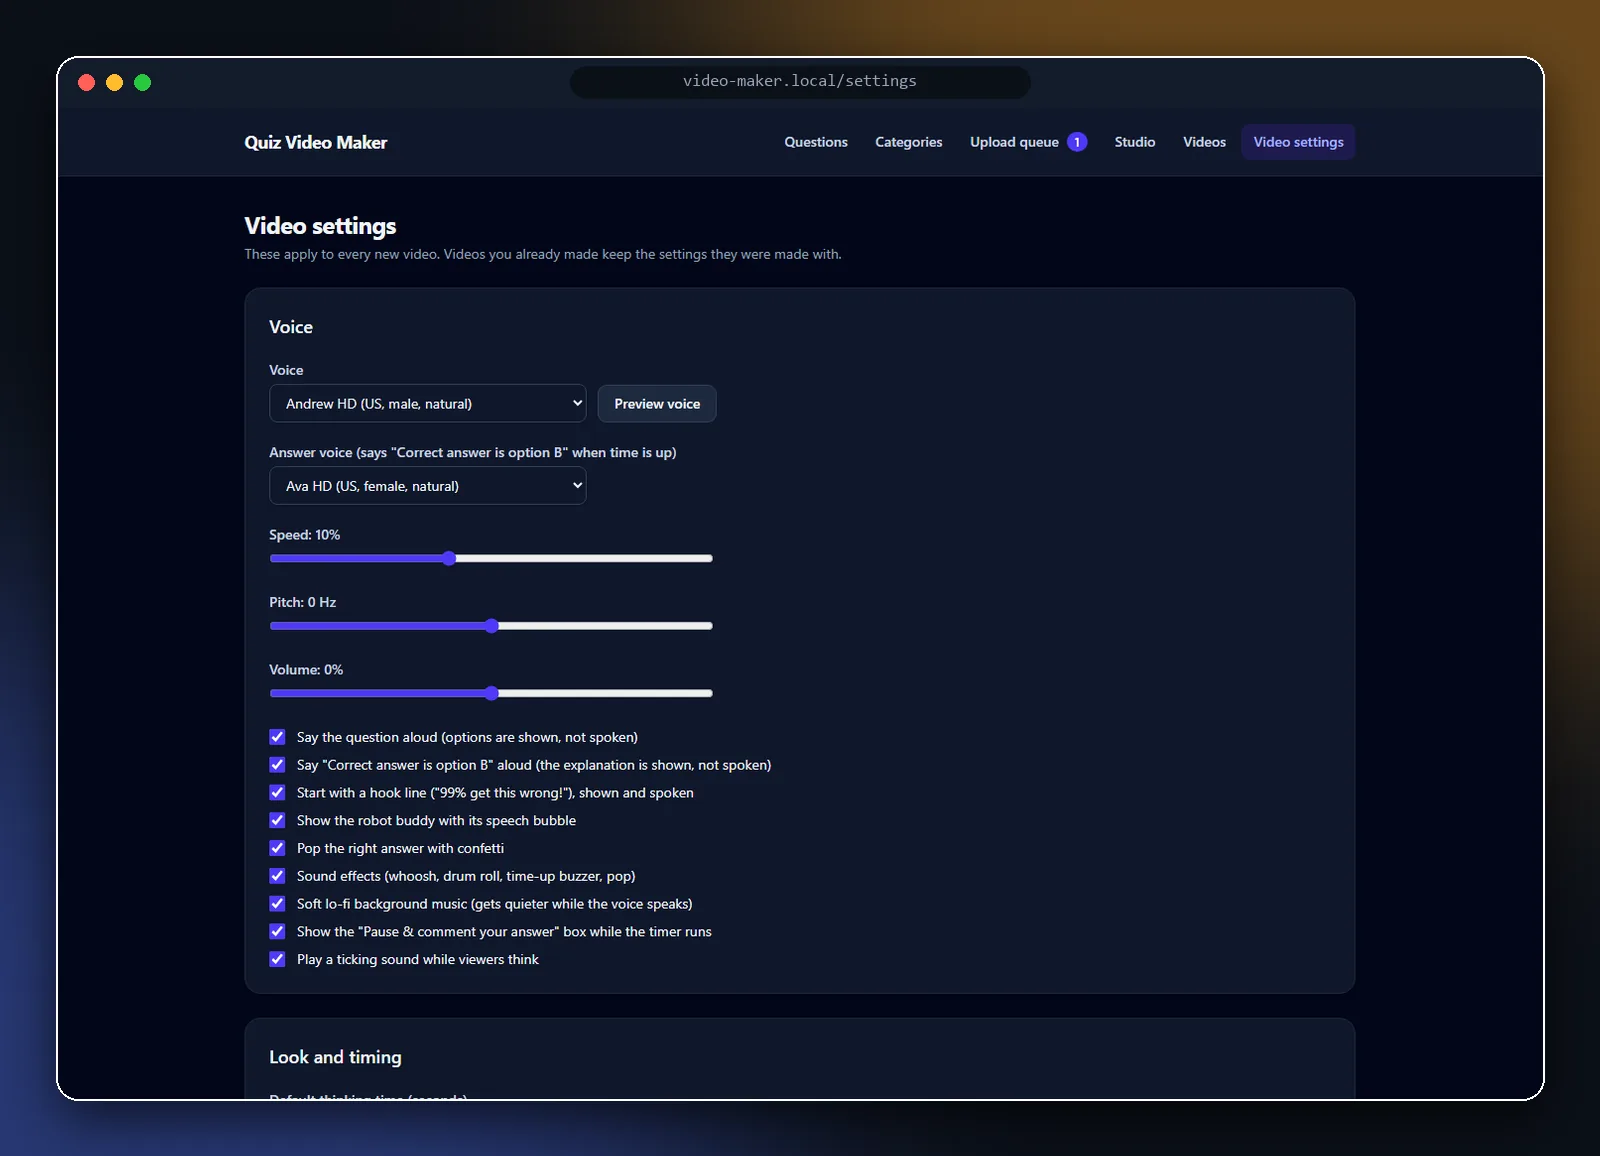 video-maker.local/settings
Quiz Video Maker
Questions
Categories
Upload queue 1
Studio
Videos
Video settings
Video settings
These apply to every new video. Videos you already made keep the settings they were made with.
Voice
Voice
Andrew HD (US, male, natural)
Preview voice
Answer voice (says "Correct answer is option B" when time is up)
Ava HD (US, female, natural)
Speed: 10%
Pitch: 0 Hz
Volume: 0%
Say the question aloud (options are shown, not spoken)
Say "Correct answer is option B" aloud (the explanation is shown, not spoken)
Start with a hook line ("99% get this wrong!"), shown and spoken
Show the robot buddy with its speech bubble
Pop the right answer with confetti
Sound effects (whoosh, drum roll, time-up buzzer, pop)
Soft lo-fi background music (gets quieter while the voice speaks)
Show the "Pause & comment your answer" box while the timer runs
Play a ticking sound while viewers think
Look and timing
Default thinking time (seconds)